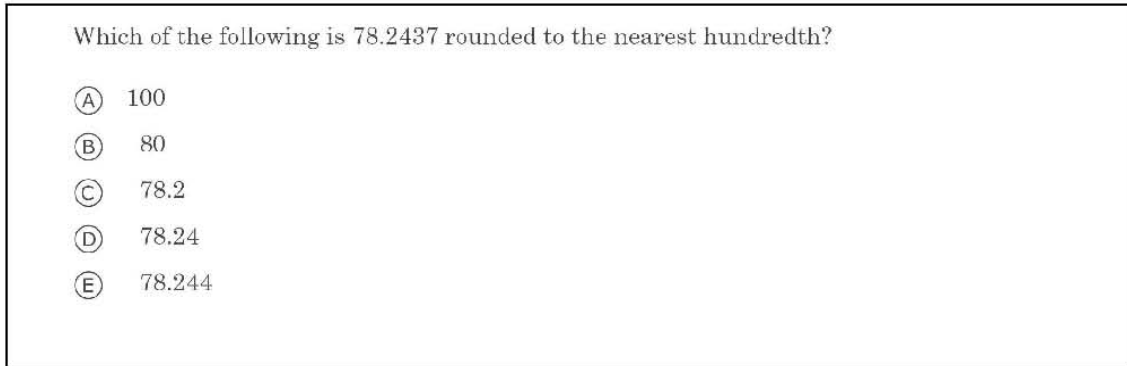 Which of the following is 78.2437 rounded to the nearest hundredth?
A 100
B 80
C 78.2
D 78.24
E 78.244